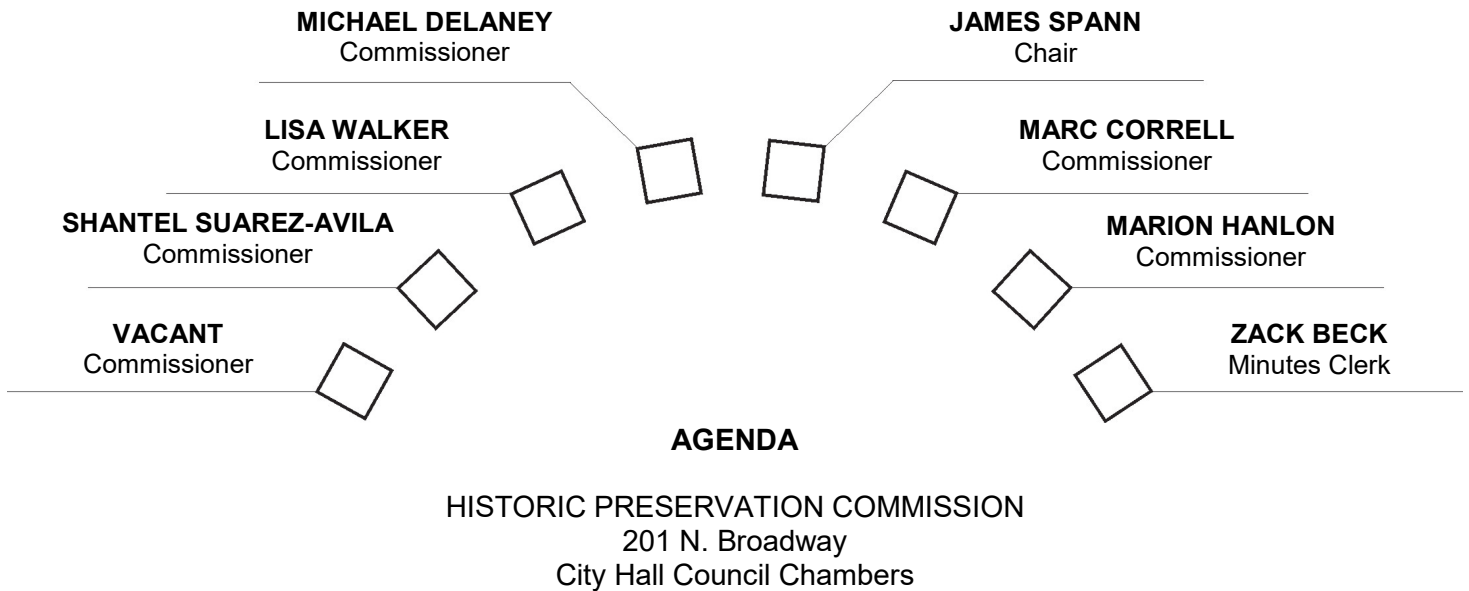 MICHAEL DELANEY
Commissioner
JAMES SPANN
Chair
LISA WALKER
Commissioner
MARC CORRELL
Commissioner
SHANTEL SUAREZ-AVILA
Commissioner
MARION HANLON
Commissioner
VACANT
Commissioner
ZACK BECK
Minutes Clerk
AGENDA
HISTORIC PRESERVATION COMMISSION
201 N. Broadway
City Hall Council Chambers